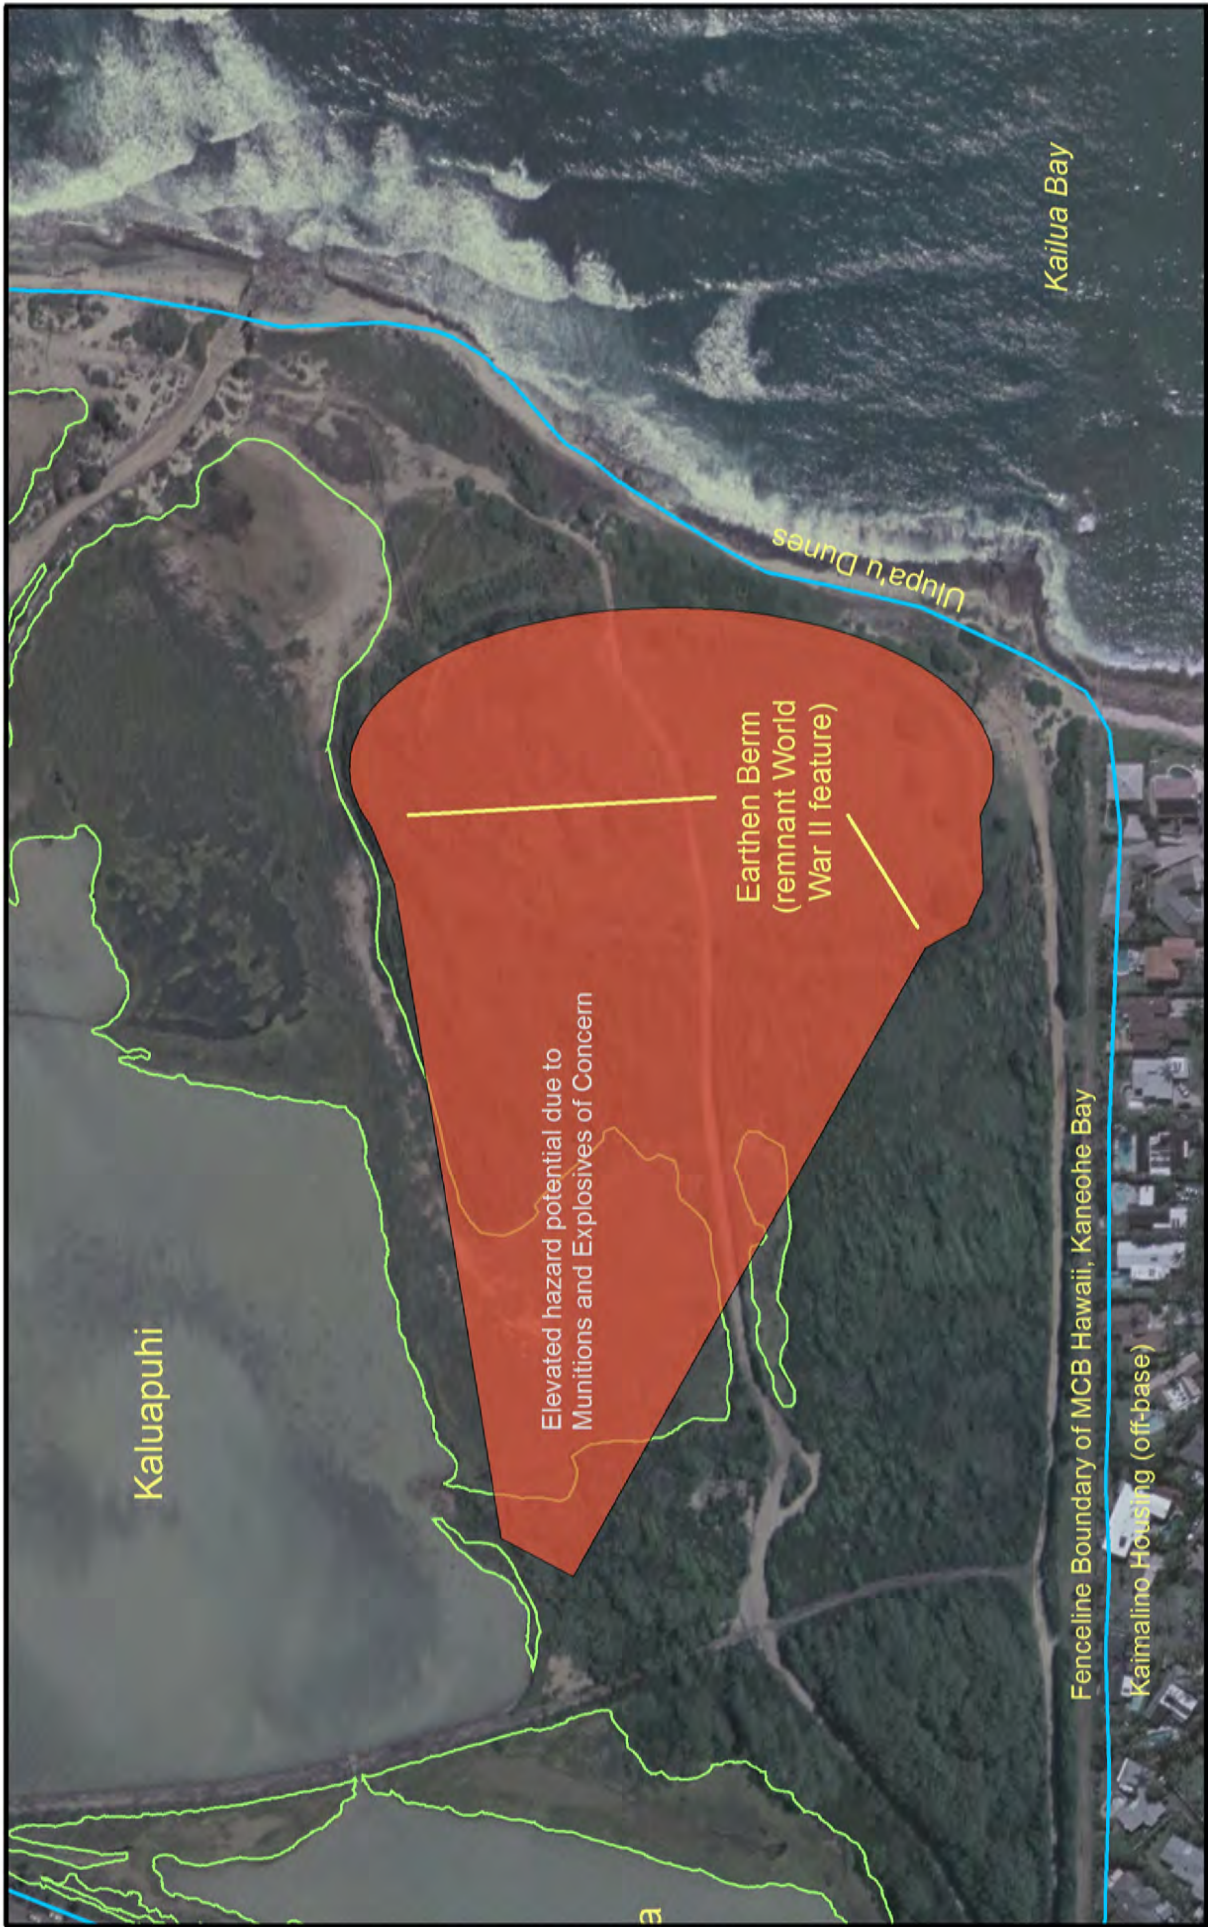 Kaluapuhi
Elevated hazard potential due to
Munitions and Explosives of Concern
Earthen Berm
(remnant World
War II feature)
Ulupa'u Dunes
Kailua Bay
Fenceline Boundary of MCB Hawaii, Kaneohe Bay
Kaimalino Housing (off-base)
a